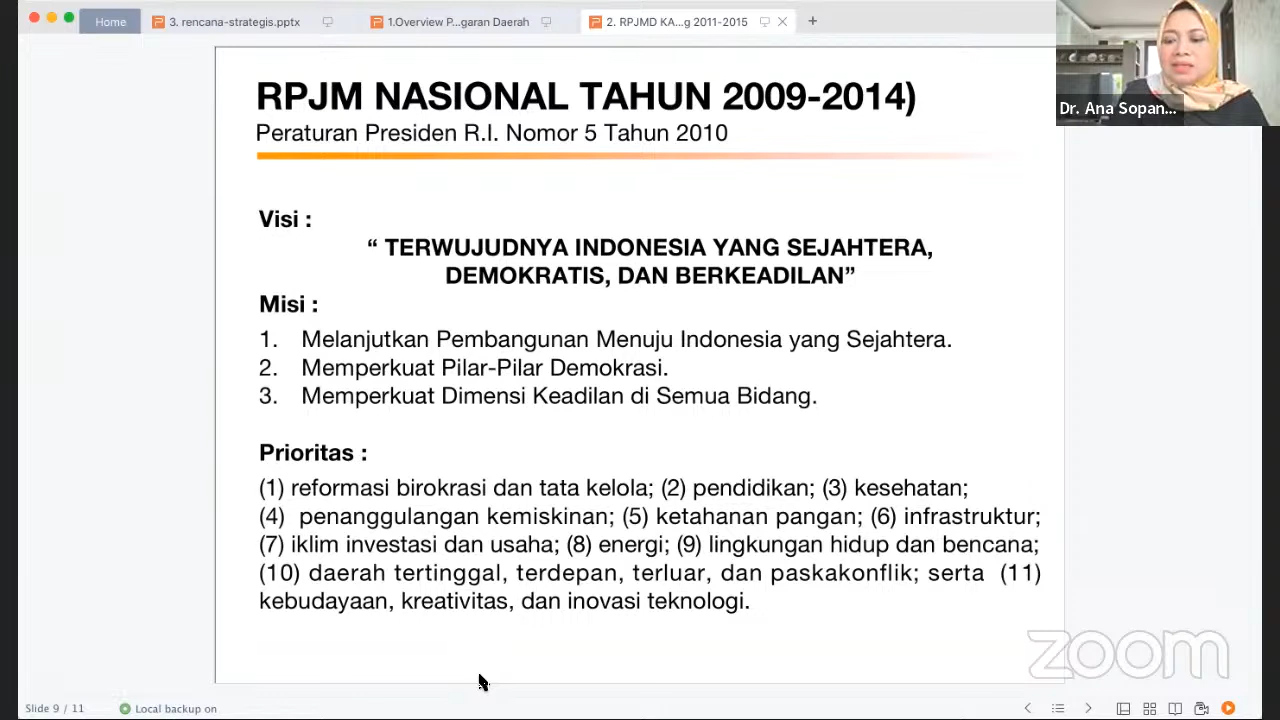 Home
3. rencana-strategis.pptx
1.Overview P...garan Daerah
2. RPJMD KA...g 2011-2015
Dr. Ana Sopan...
RPJM NASIONAL TAHUN 2009-2014)
Peraturan Presiden R.I. Nomor 5 Tahun 2010
Visi :
“ TERWUJUDNYA INDONESIA YANG SEJAHTERA,
DEMOKRATIS, DAN BERKEADILAN”
Misi :
1. Melanjutkan Pembangunan Menuju Indonesia yang Sejahtera.
2. Memperkuat Pilar-Pilar Demokrasi.
3. Memperkuat Dimensi Keadilan di Semua Bidang.
Prioritas :
(1) reformasi birokrasi dan tata kelola; (2) pendidikan; (3) kesehatan;
(4) penanggulangan kemiskinan; (5) ketahanan pangan; (6) infrastruktur;
(7) iklim investasi dan usaha; (8) energi; (9) lingkungan hidup dan bencana;
(10) daerah tertinggal, terdepan, terluar, dan paskakonflik; serta (11)
kebudayaan, kreativitas, dan inovasi teknologi.
zoom
Slide 9 / 11
Local backup on